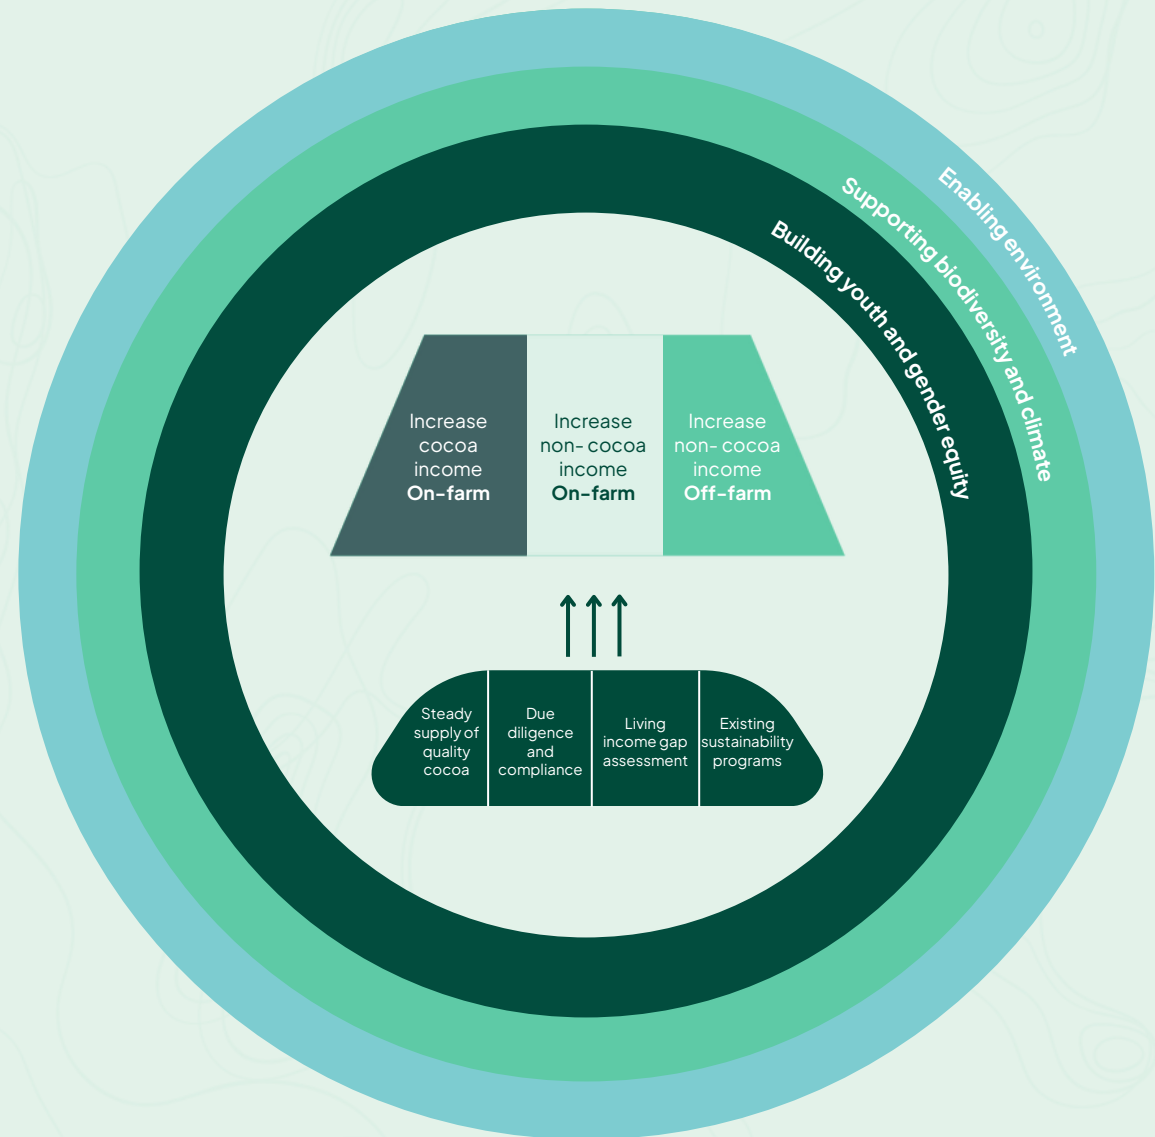 Enabling environment
Supporting biodiversity and climate
Building youth and gender equity
Increase
cocoa
income
On-farm
Increase
non- cocoa
income
On-farm
Increase
non- cocoa
income
Off-farm
Steady
supply of
quality
cocoa
Due
diligence
and
compliance
Living
income gap
assessment
Existing
sustainability
programs